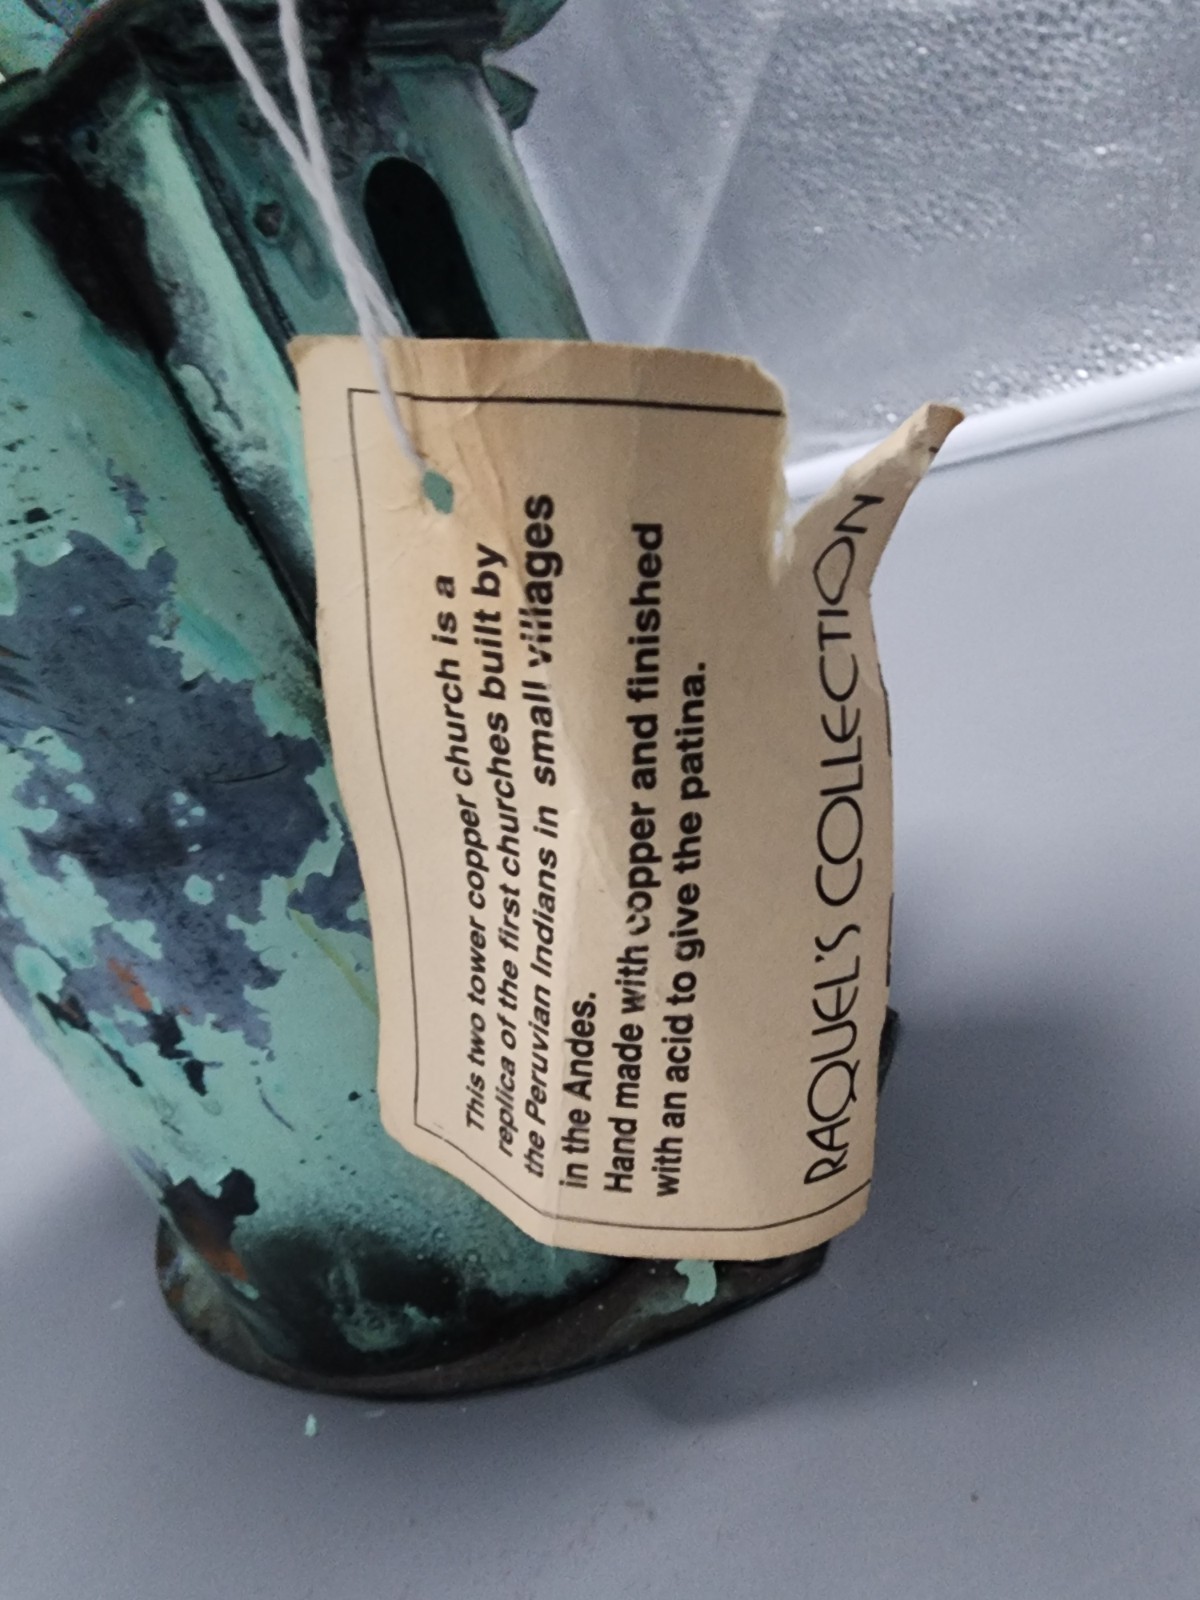 This two tower copper church is a
replica of the first churches built by
the Peruvian Indians in small villages
in the Andes.
Hand made with copper and finished
with an acid to give the patina.
RAQUEL'S COLLECTION